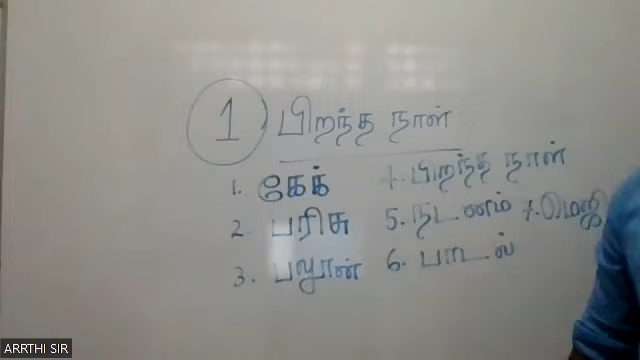 1 பிறந்த நாள்
1. கேக்
2. பரிசு
3. பலூன்
4. பிறந்த நாள்
5. நடனம்
6. பாடல்
7.
ARRTHI SIR